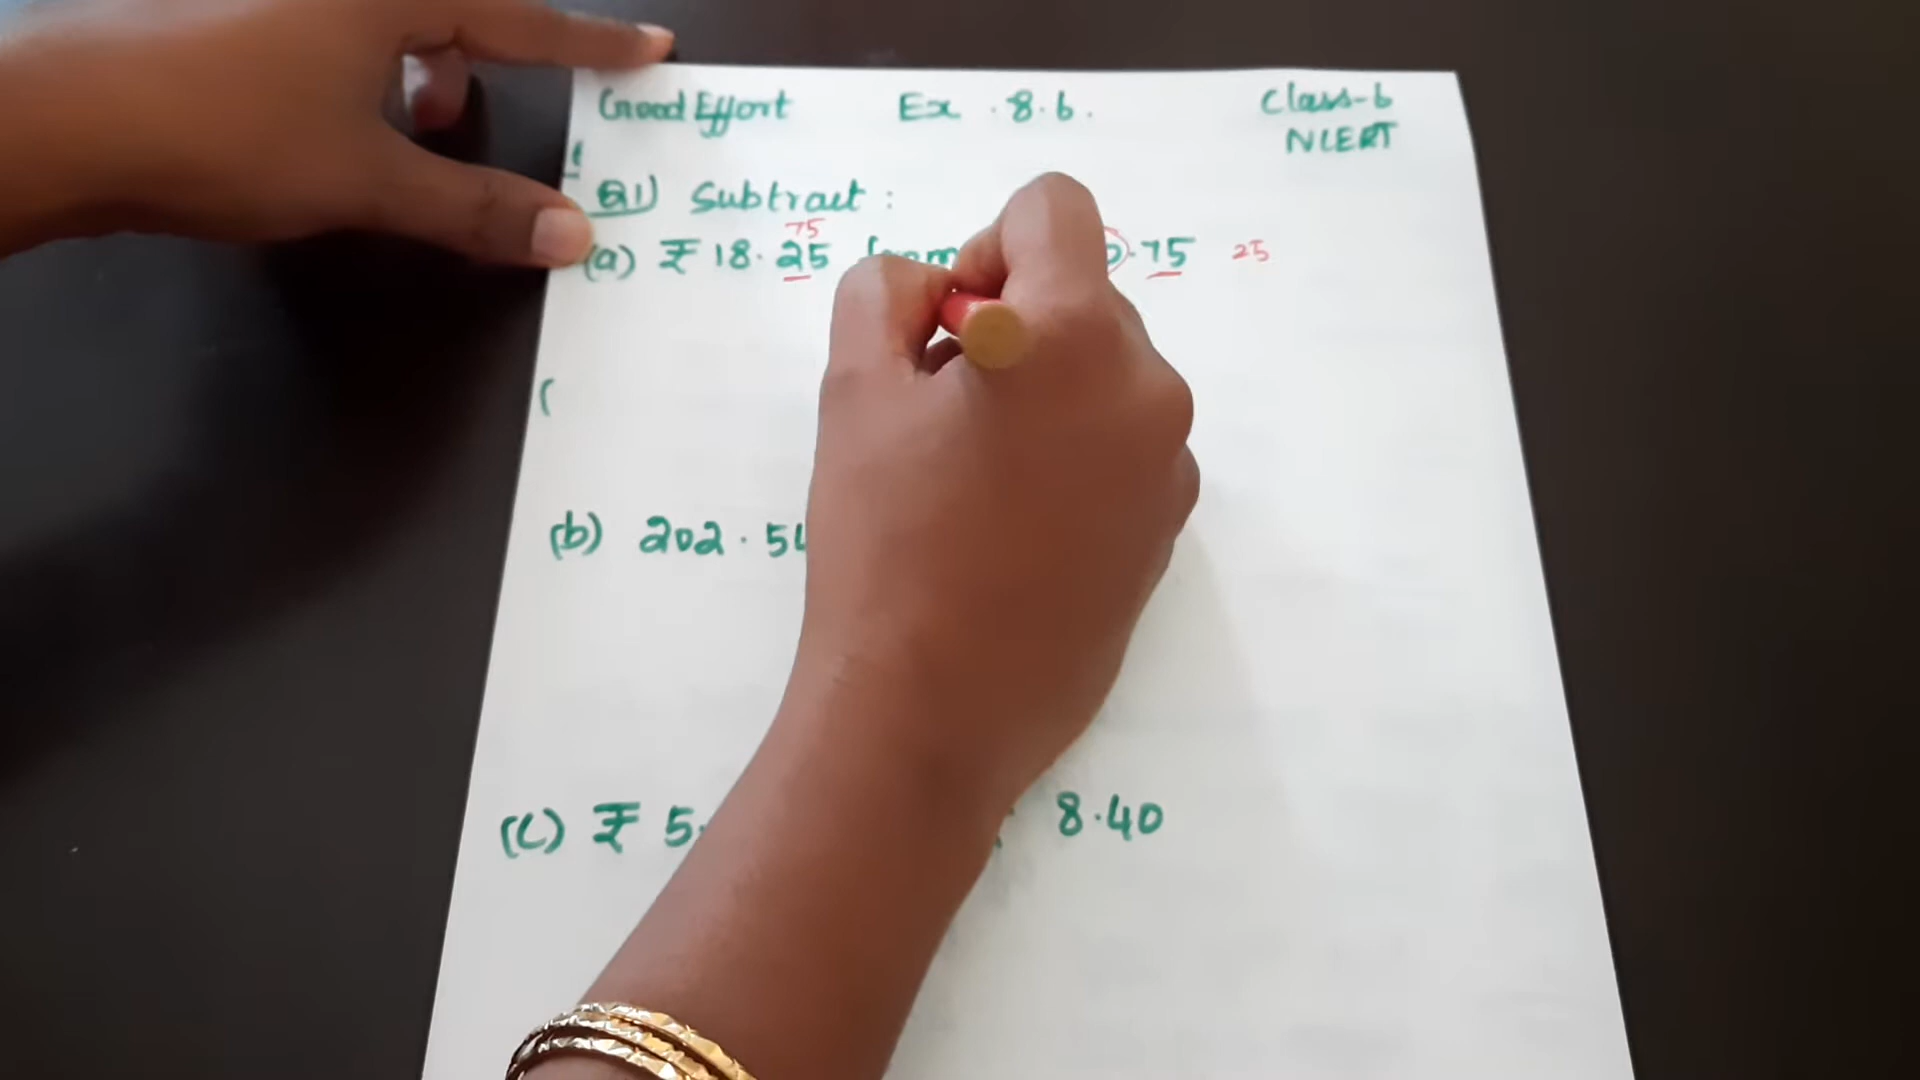 Good Effort Ex. 8.6. Class-6
NCERT
Q1) Subtract:
75
(a) ₹ 18.25 from .75 25
(
(b) 202.54
(c) ₹ 5. 8.40